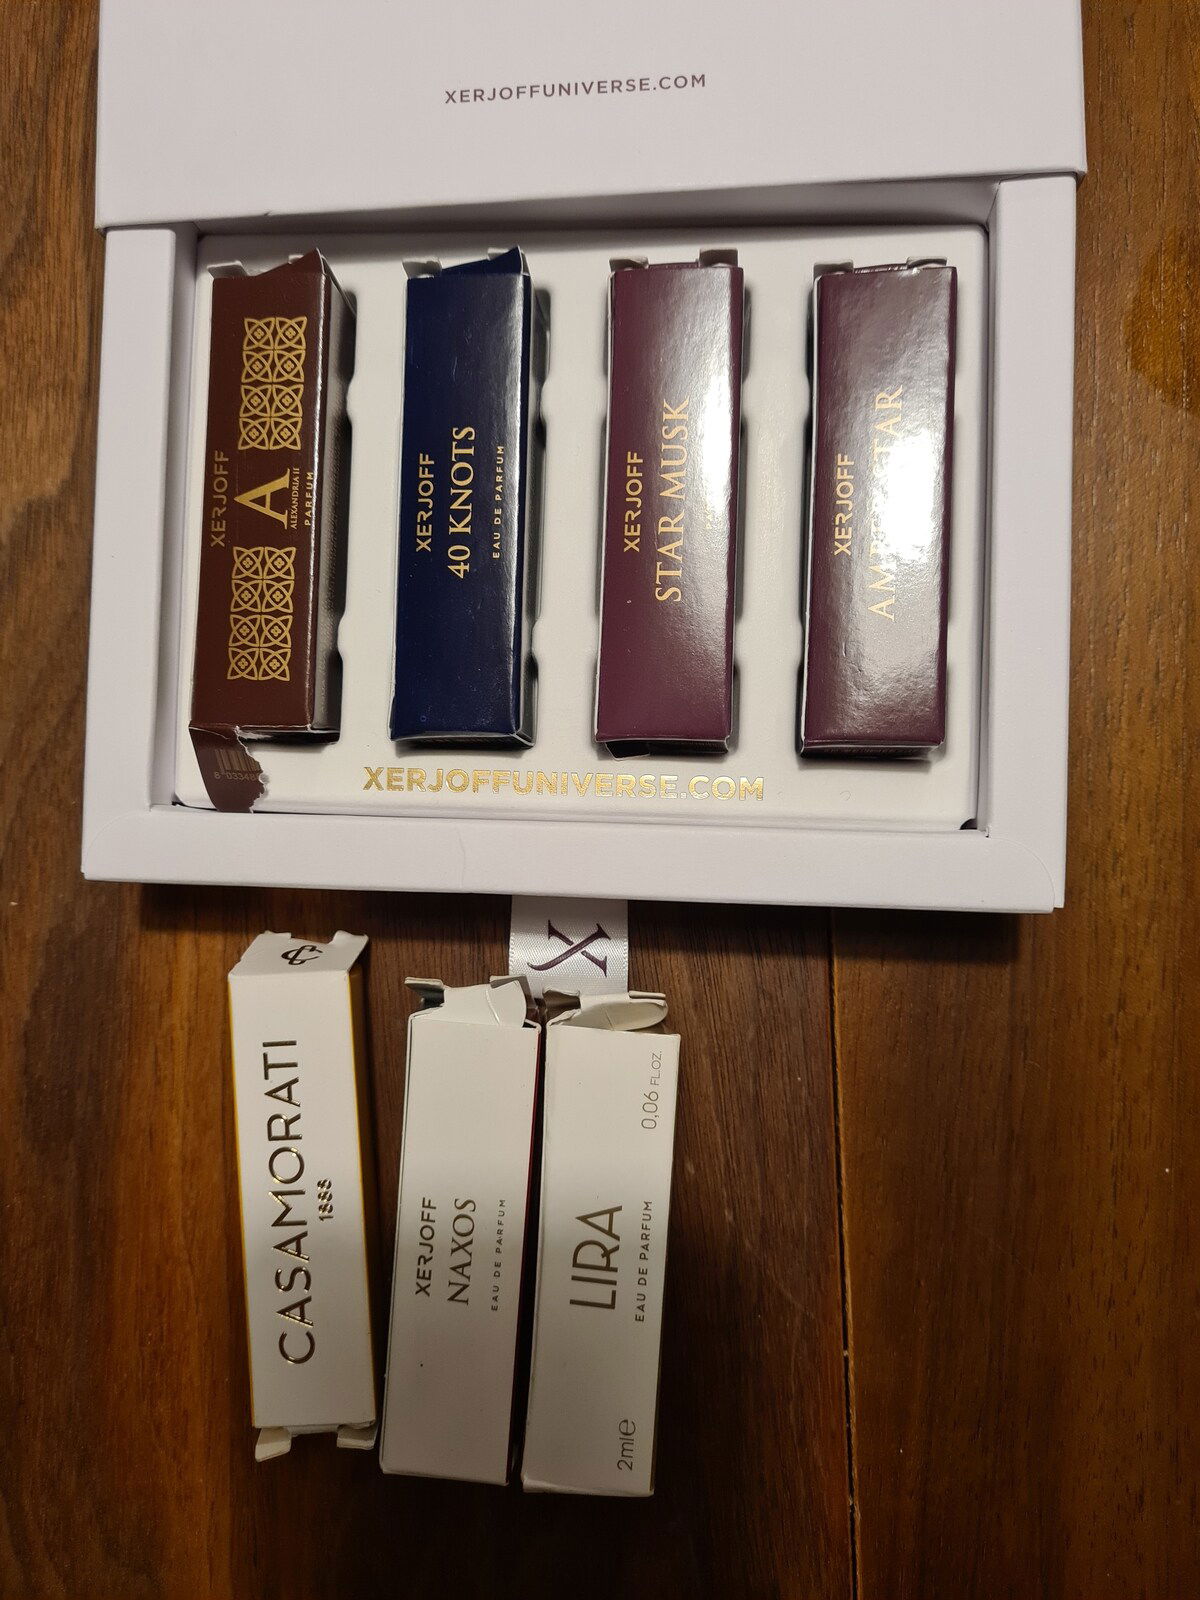 XERJOFFUNIVERSE.COM
XERJOFF
A
ALEXANDRIA II
PARFUM
XERJOFF
40 KNOTS
EAU DE PARFUM
XERJOFF
STAR MUSK
XERJOFF
XERJOFFUNIVERSE.COM
X
CASAMORATI
1888
XERJOFF
NAXOS
EAU DE PARFUM
LIRA
EAU DE PARFUM
0,06 FL.OZ.
2ml℮